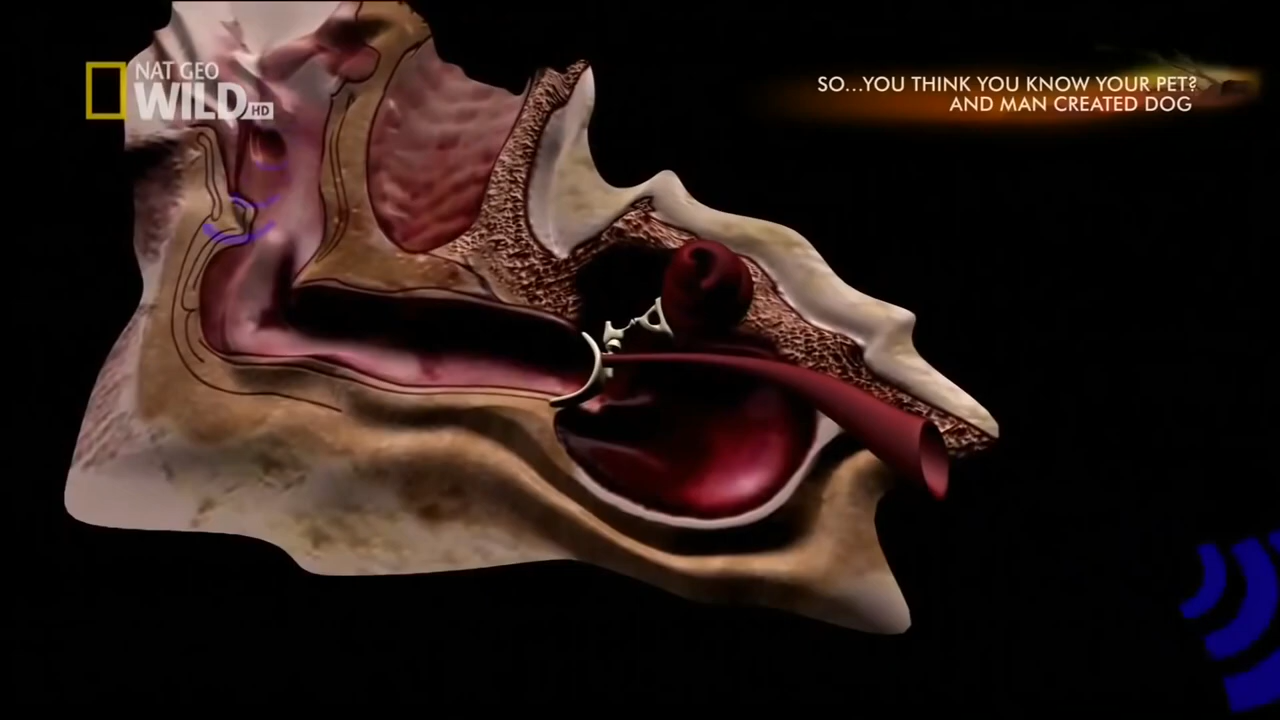 NAT GEO
WILD HD
SO...YOU THINK YOU KNOW YOUR PET?
AND MAN CREATED DOG